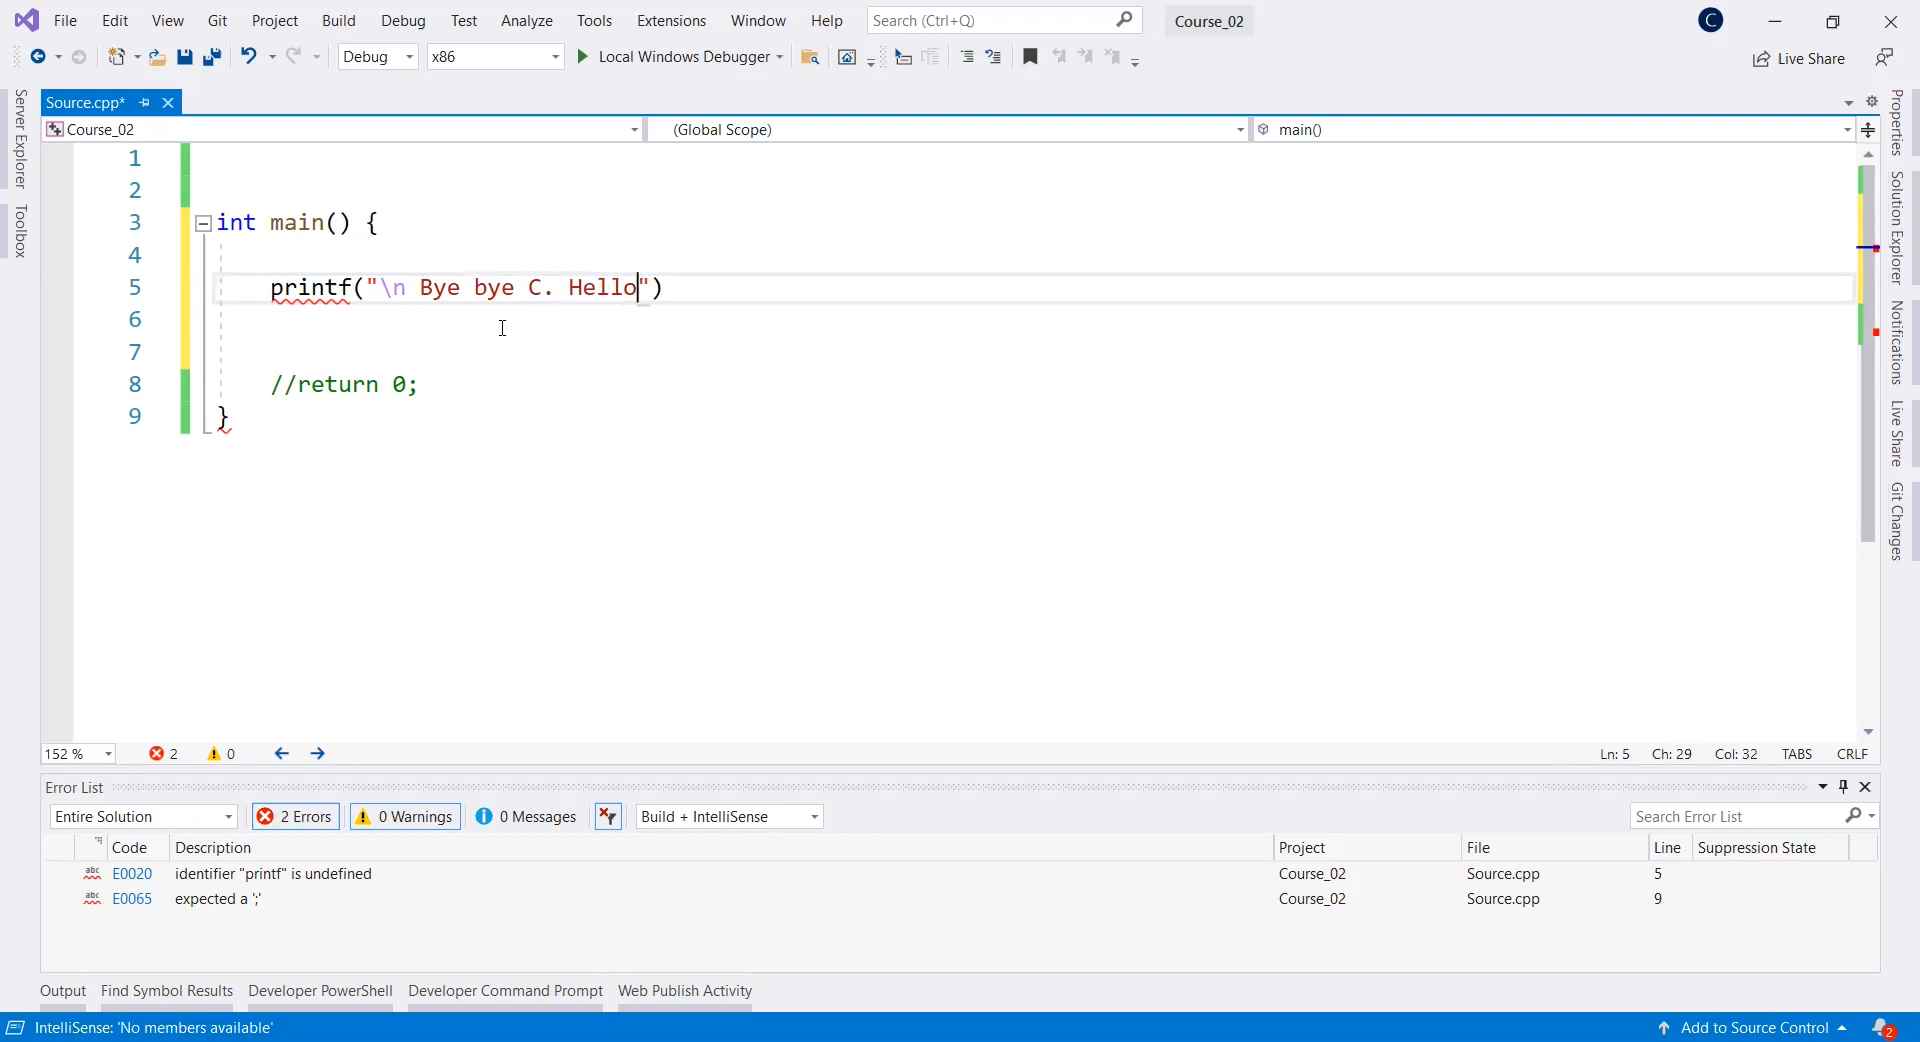 File Edit View Git Project Build Debug Test Analyze Tools Extensions Window Help Search (Ctrl+Q) Course_02 C
Debug x86 Local Windows Debugger Live Share
Source.cpp*
Course_02 (Global Scope) main()
Server Explorer
Toolbox
1
2
3 int main() {
4
5 printf("\n Bye bye C. Hello")
6
7
8 //return 0;
9 }
Properties
Solution Explorer
Notifications
Live Share
Git Changes
152 % 2 0 Ln: 5 Ch: 29 Col: 32 TABS CRLF
Error List
Entire Solution 2 Errors 0 Warnings 0 Messages Build + IntelliSense Search Error List
Code Description Project File Line Suppression State
abc E0020 identifier "printf" is undefined Course_02 Source.cpp 5
abc E0065 expected a ';' Course_02 Source.cpp 9
Output Find Symbol Results Developer PowerShell Developer Command Prompt Web Publish Activity
IntelliSense: 'No members available' Add to Source Control 2